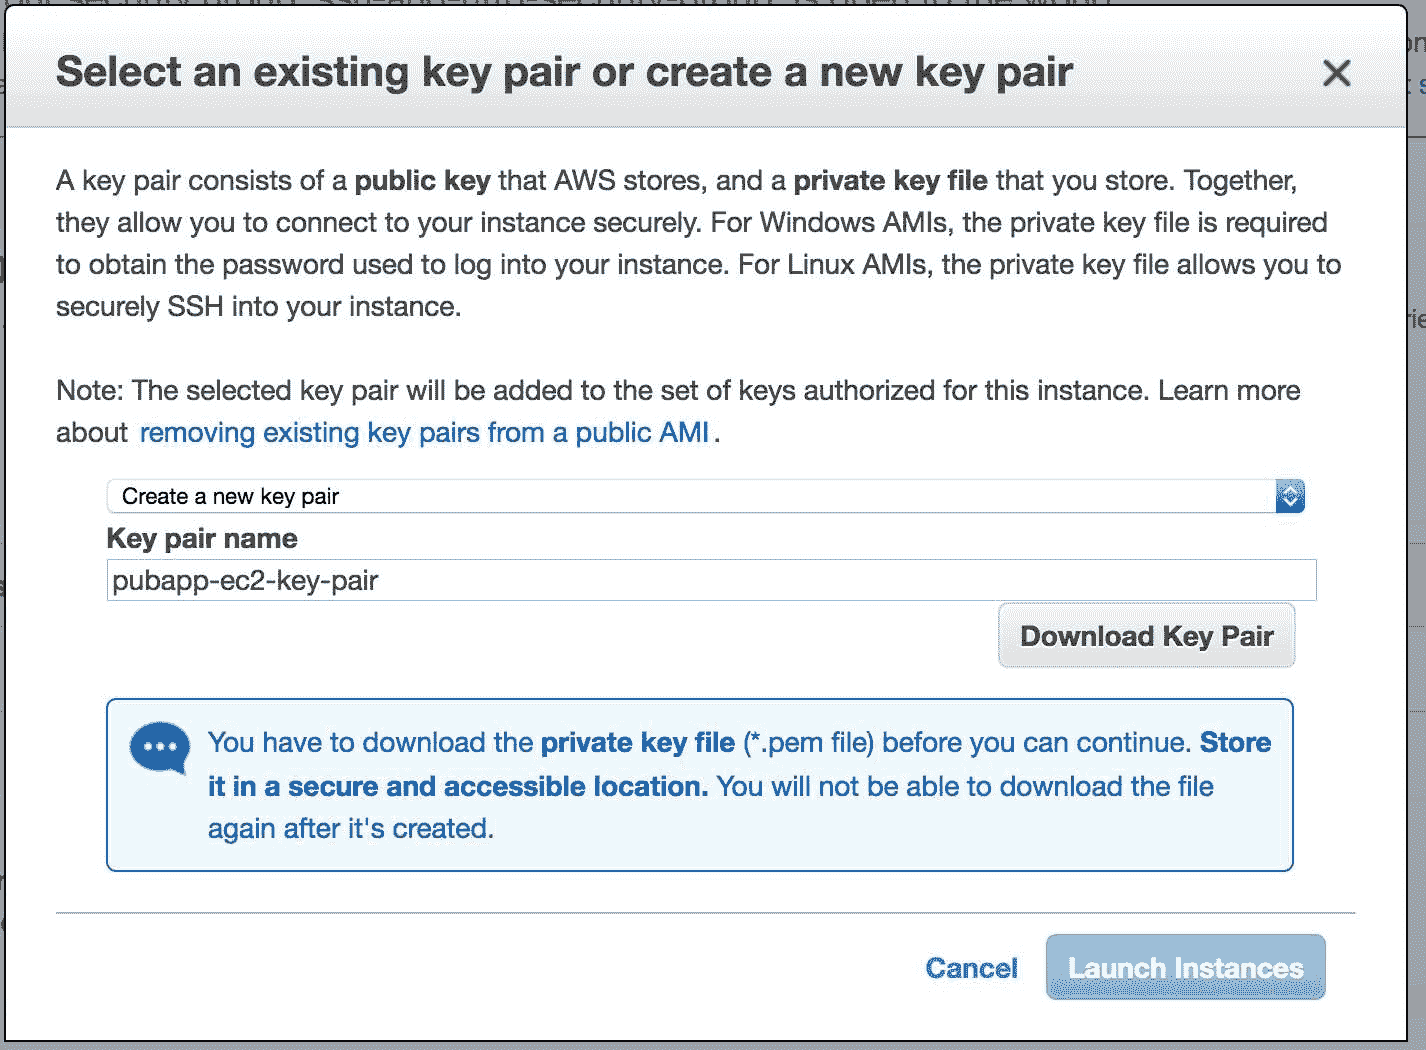 Select an existing key pair or create a new key pair
A key pair consists of a public key that AWS stores, and a private key file that you store. Together,
they allow you to connect to your instance securely. For Windows AMIs, the private key file is required
to obtain the password used to log into your instance. For Linux AMIs, the private key file allows you to
securely SSH into your instance.
Note: The selected key pair will be added to the set of keys authorized for this instance. Learn more
about removing existing key pairs from a public AMI.
Create a new key pair
Key pair name
pubapp-ec2-key-pair
Download Key Pair
You have to download the private key file (*.pem file) before you can continue. Store
it in a secure and accessible location. You will not be able to download the file
again after it's created.
Cancel
Launch Instances